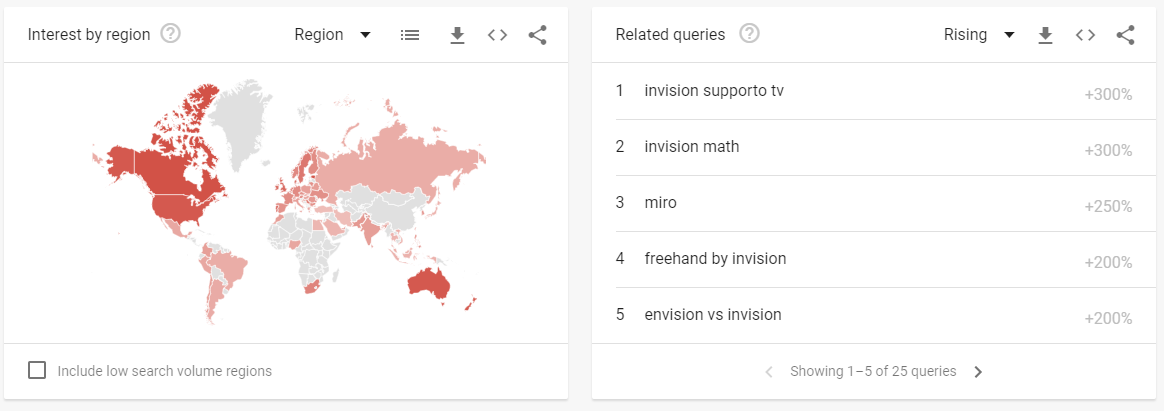 Interest by region
Region
Include low search volume regions
Related queries
Rising
1 invision supporto tv +300%
2 invision math +300%
3 miro +250%
4 freehand by invision +200%
5 envision vs invision +200%
Showing 1–5 of 25 queries